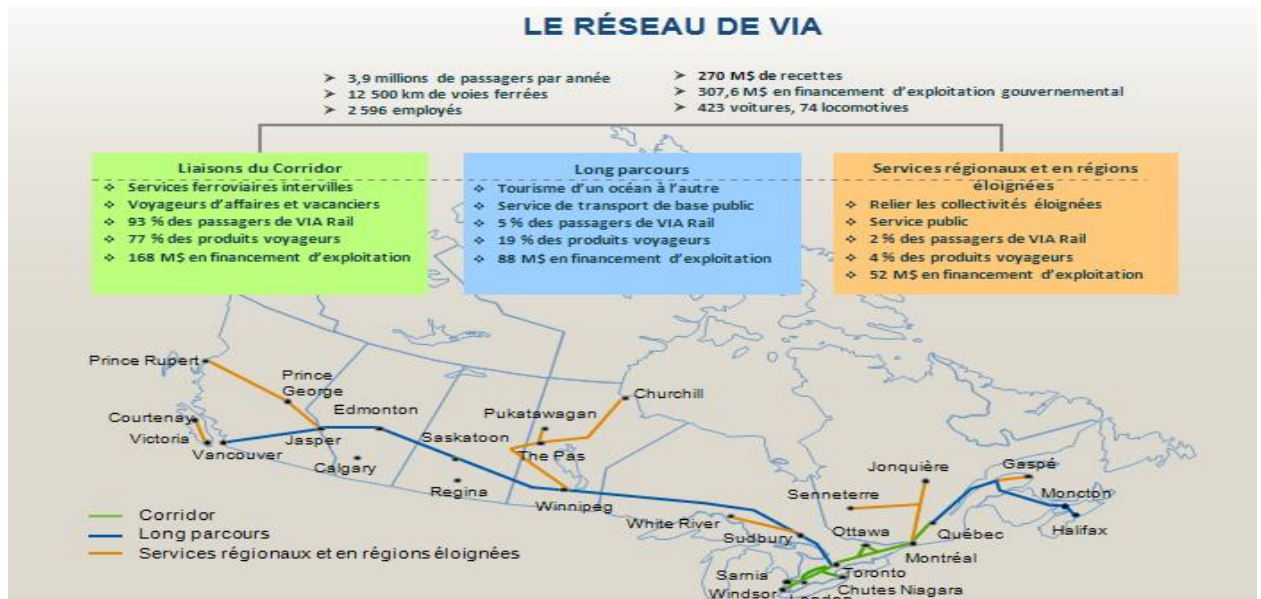 LE RÉSEAU DE VIA
➢ 3,9 millions de passagers par année
➢ 12 500 km de voies ferrées
➢ 2 596 employés
➢ 270 M$ de recettes
➢ 307,6 M$ en financement d'exploitation gouvernemental
➢ 423 voitures, 74 locomotives
Liaisons du Corridor
❖ Services ferroviaires intervilles
❖ Voyageurs d'affaires et vacanciers
❖ 93 % des passagers de VIA Rail
❖ 77 % des produits voyageurs
❖ 168 M$ en financement d'exploitation
Long parcours
❖ Tourisme d'un océan à l'autre
❖ Service de transport de base public
❖ 5 % des passagers de VIA Rail
❖ 19 % des produits voyageurs
❖ 88 M$ en financement d'exploitation
Services régionaux et en régions
éloignées
❖ Relier les collectivités éloignées
❖ Service public
❖ 2 % des passagers de VIA Rail
❖ 4 % des produits voyageurs
❖ 52 M$ en financement d'exploitation
Prince Rupert
Prince
George
Churchill
Courtenay
Edmonton
Pukatawagan
Victoria
Vancouver
Jasper
Saskatoon
The Pas
Calgary
Regina
Winnipeg
Jonquière
Gaspé
Senneterre
Moncton
White River
Sudbury
Ottawa
Québec
Halifax
Montréal
Corridor
Long parcours
Services régionaux et en régions éloignées
Sarnia
Toronto
Windsor
London
Chutes Niagara